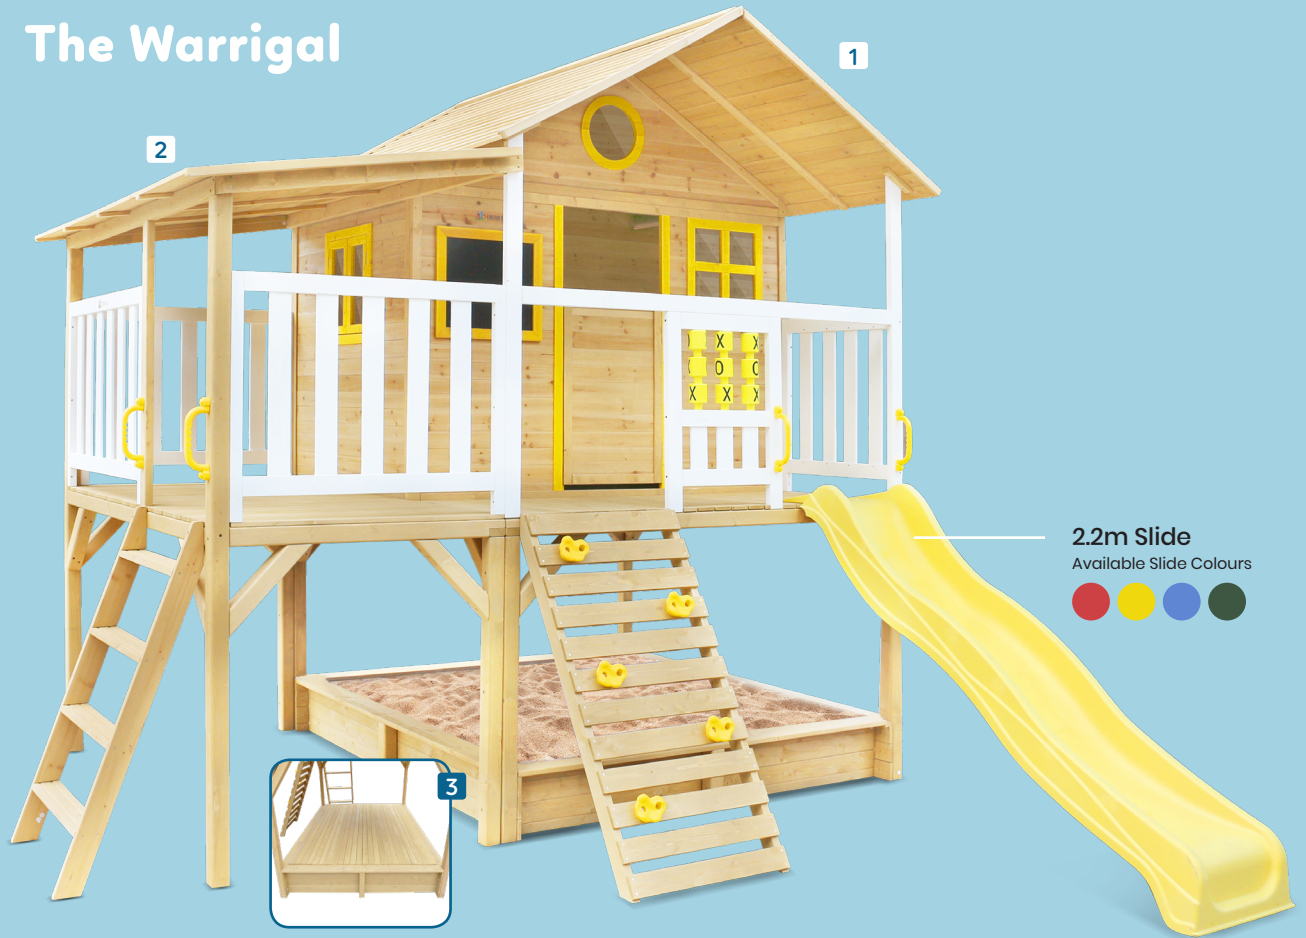 The Warrigal
1
2
X X
O O
X X X
2.2m Slide
Available Slide Colours
3